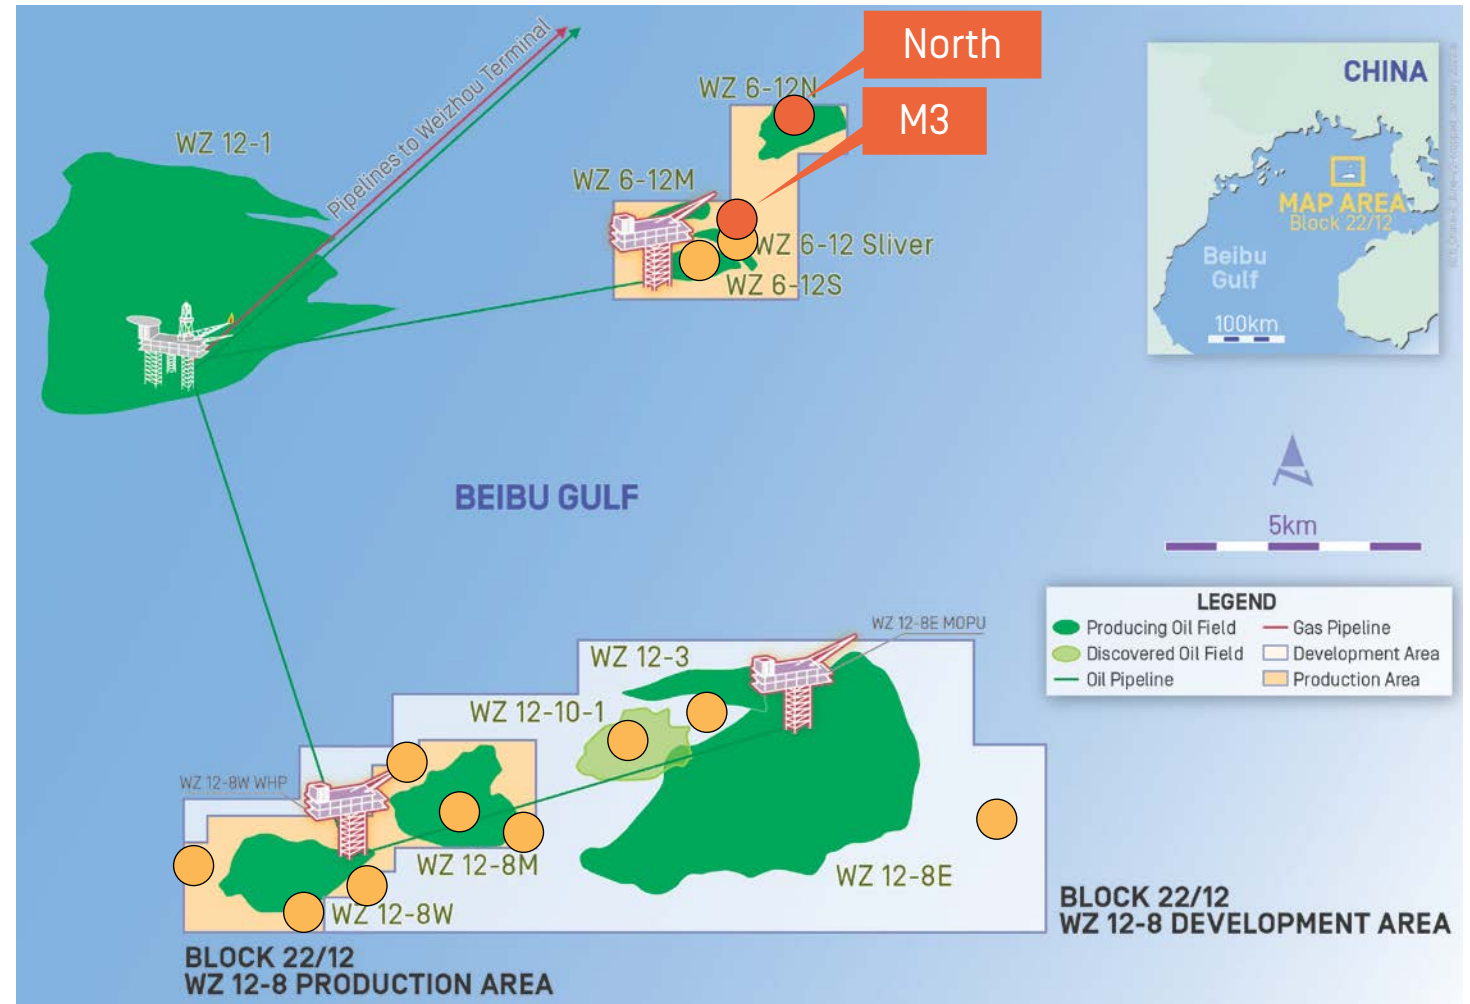 North
WZ 6-12N
M3
CHINA
WZ 12-1
Pipelines to Weizhou Terminal
WZ 6-12M
WZ 6-12 Sliver
WZ 6-12S
MAP AREA
Block 22/12
Beibu
Gulf
100km
BEIBU GULF
5km
LEGEND
Producing Oil Field
Gas Pipeline
Discovered Oil Field
Development Area
Oil Pipeline
Production Area
WZ 12-8E MOPU
WZ 12-3
WZ 12-10-1
WZ 12-8W WHP
WZ 12-8M
WZ 12-8E
WZ 12-8W
BLOCK 22/12
WZ 12-8 DEVELOPMENT AREA
BLOCK 22/12
WZ 12-8 PRODUCTION AREA